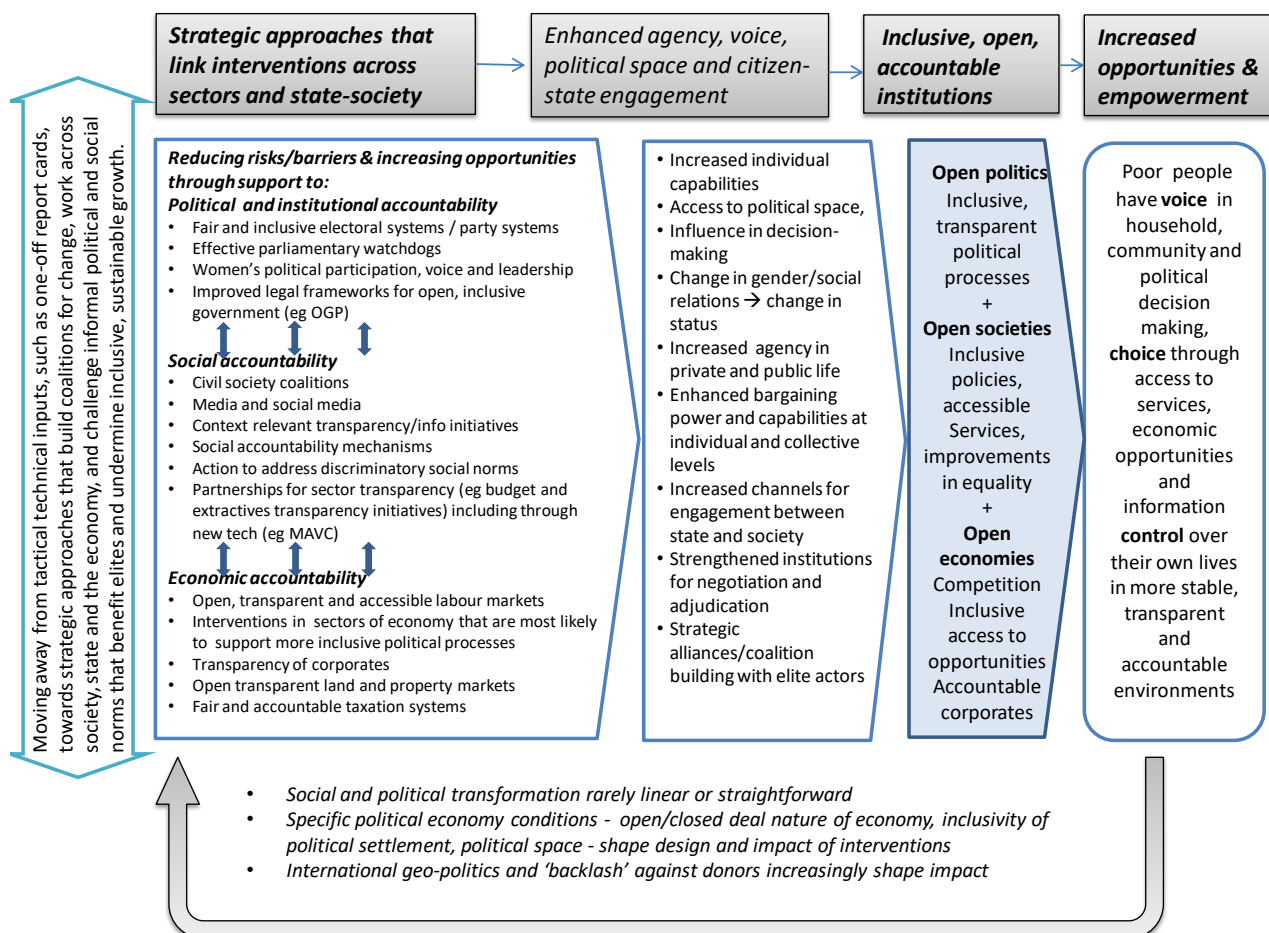 Strategic approaches that
link interventions across
sectors and state-society
Enhanced agency, voice,
political space and citizen-
state engagement
Inclusive, open,
accountable
institutions
Increased
opportunities &
empowerment
Moving away from tactical technical inputs, such as one-off report cards,
towards strategic approaches that build coalitions for change, work across
society, state and the economy, and challenge informal political and social
norms that benefit elites and undermine inclusive, sustainable growth.
Reducing risks/barriers & increasing opportunities
through support to:
Political and institutional accountability
• Fair and inclusive electoral systems / party systems
• Effective parliamentary watchdogs
• Women's political participation, voice and leadership
• Improved legal frameworks for open, inclusive
government (eg OGP)
Social accountability
• Civil society coalitions
• Media and social media
• Context relevant transparency/info initiatives
• Social accountability mechanisms
• Action to address discriminatory social norms
• Partnerships for sector transparency (eg budget and
extractives transparency initiatives) including through
new tech (eg MAVC)
Economic accountability
• Open, transparent and accessible labour markets
• Interventions in sectors of economy that are most likely
to support more inclusive political processes
• Transparency of corporates
• Open transparent land and property markets
• Fair and accountable taxation systems
• Increased individual
capabilities
• Access to political space,
• Influence in decision-
making
• Change in gender/social
relations → change in
status
• Increased agency in
private and public life
• Enhanced bargaining
power and capabilities at
individual and collective
levels
• Increased channels for
engagement between
state and society
• Strengthened institutions
for negotiation and
adjudication
• Strategic
alliances/coalition
building with elite actors
Open politics
Inclusive,
transparent
political
processes
+
Open societies
Inclusive
policies,
accessible
Services,
improvements
in equality
+
Open
economies
Competition
Inclusive
access to
opportunities
Accountable
corporates
Poor people
have voice in
household,
community and
political
decision
making,
choice through
access to
services,
economic
opportunities
and
information
control over
their own lives
in more stable,
transparent
and
accountable
environments
• Social and political transformation rarely linear or straightforward
• Specific political economy conditions - open/closed deal nature of economy, inclusivity of
political settlement, political space - shape design and impact of interventions
• International geo-politics and 'backlash' against donors increasingly shape impact